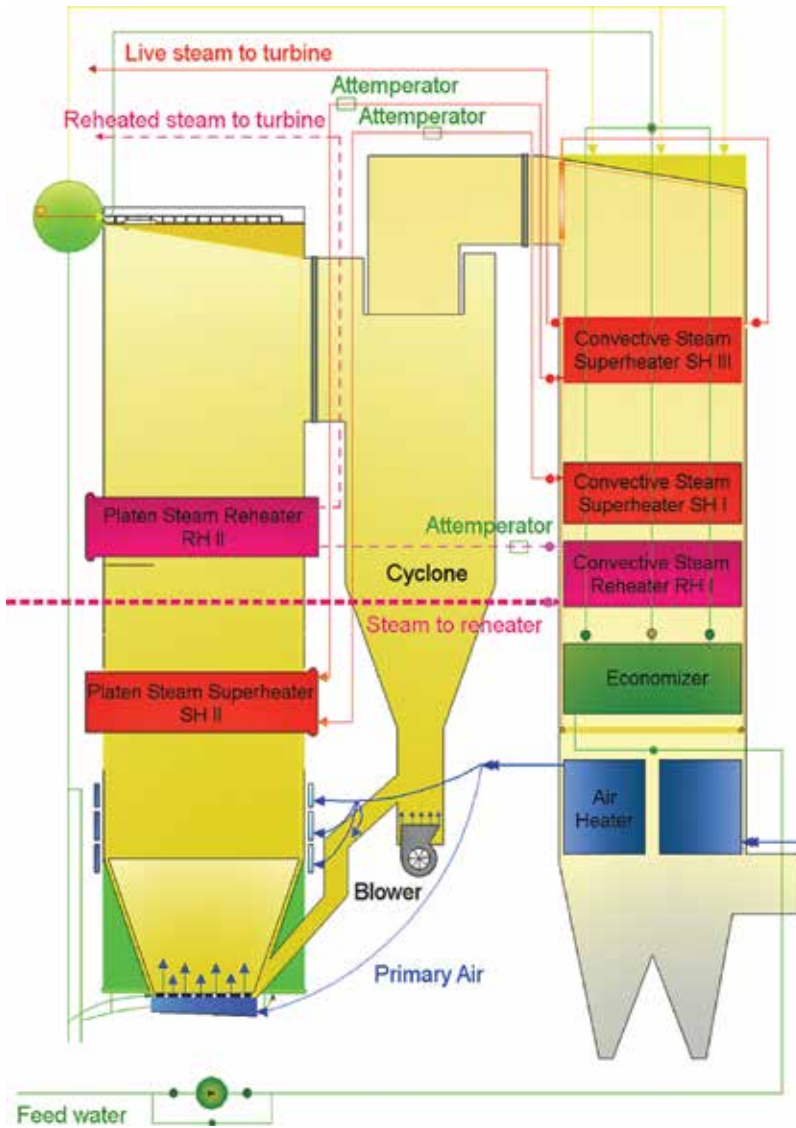 Live steam to turbine
Attemperator
Attemperator
Reheated steam to turbine
Convective Steam
Superheater SH III
Convective Steam
Superheater SH I
Platen Steam Reheater
RH II
Attemperator
Convective Steam
Reheater RH I
Cyclone
Steam to reneater
Platen Steam Superheater
SH II
Economizer
Air
Heater
Blower
Primary Air
Feed water